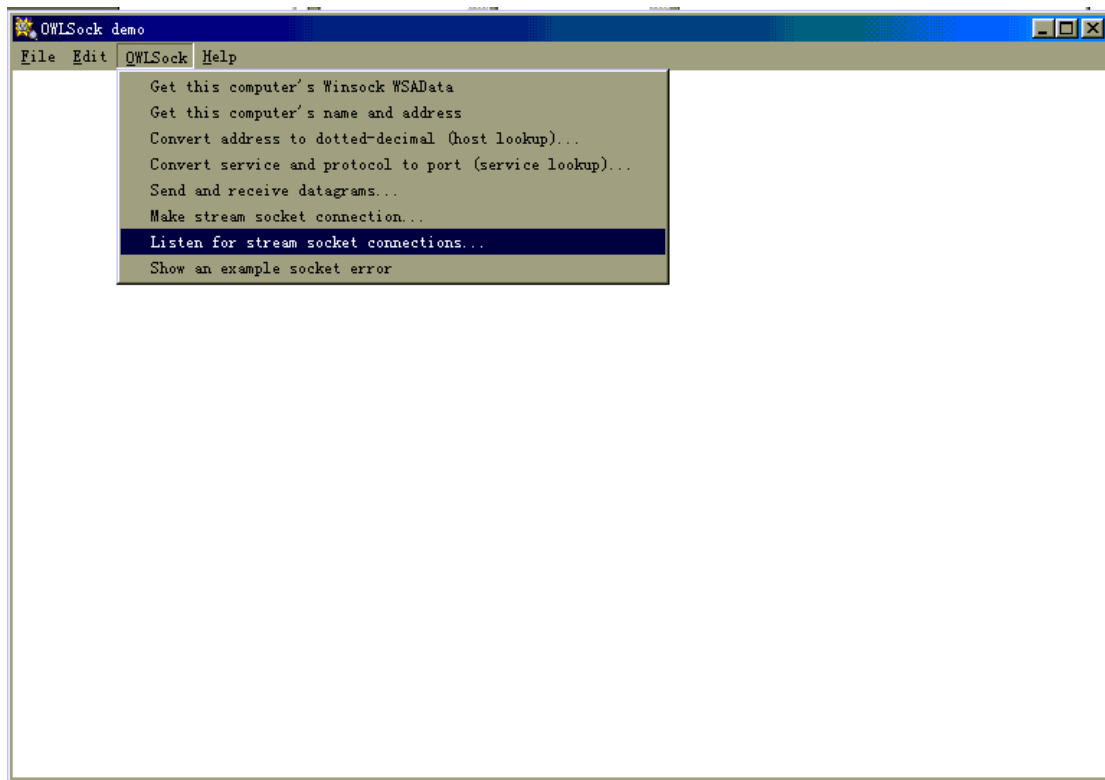 OWLSock demo
File Edit OWLSock Help
Get this computer's Winsock WSAData
Get this computer's name and address
Convert address to dotted-decimal (host lookup)...
Convert service and protocol to port (service lookup)...
Send and receive datagrams...
Make stream socket connection...
Listen for stream socket connections...
Show an example socket error